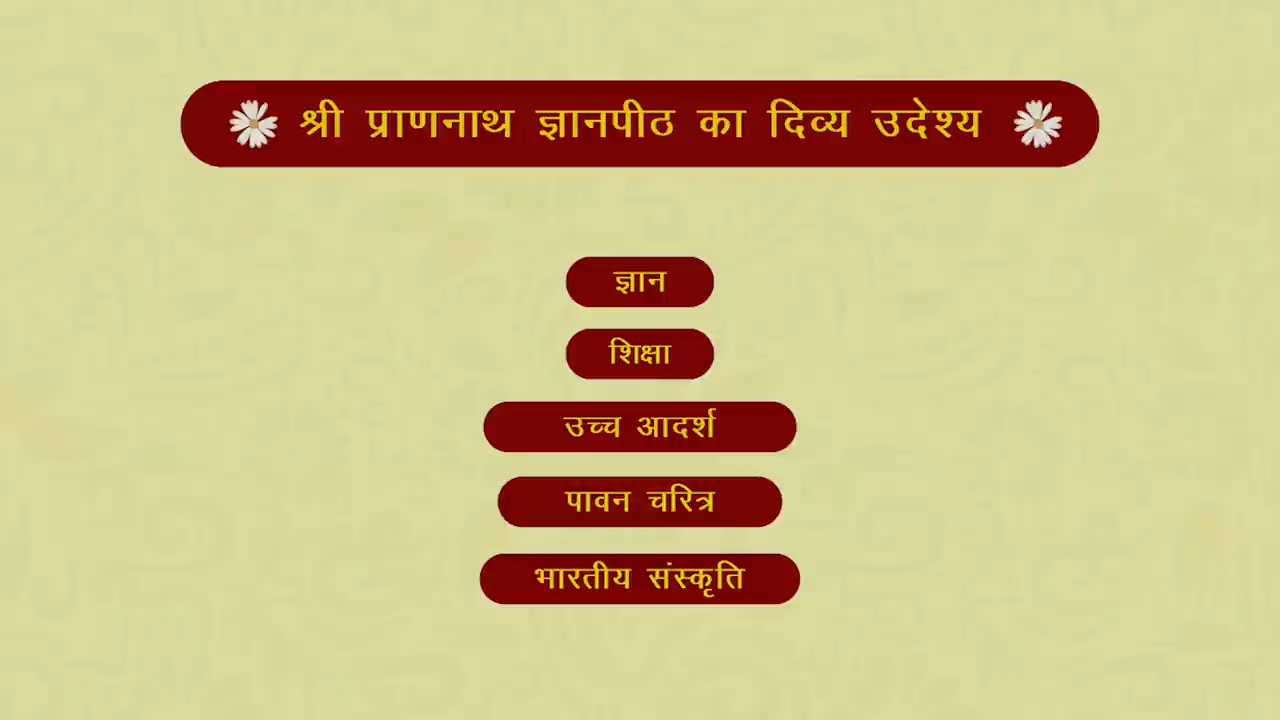 श्री प्राणनाथ ज्ञानपीठ का दिव्य उदेश्य
ज्ञान
शिक्षा
उच्च आदर्श
पावन चरित्र
भारतीय संस्कृति